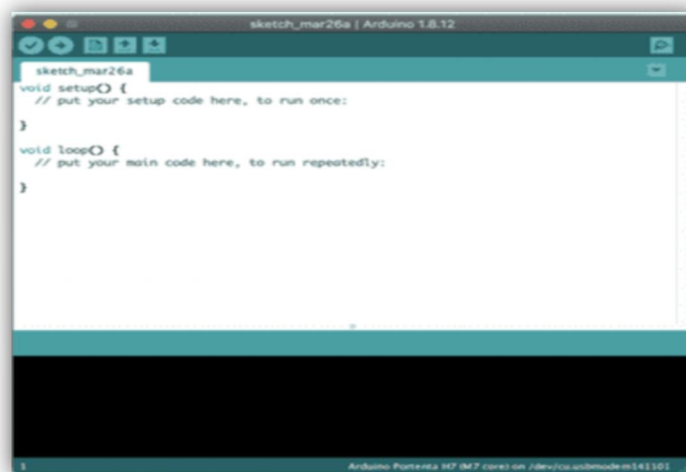 sketch_mar26a | Arduino 1.8.12
sketch_mar26a
void setup() {
// put your setup code here, to run once:
}
void loop() {
// put your main code here, to run repeatedly:
}
1
Arduino Portenta H7 (M7 core) on /dev/cu.usbmodem141101